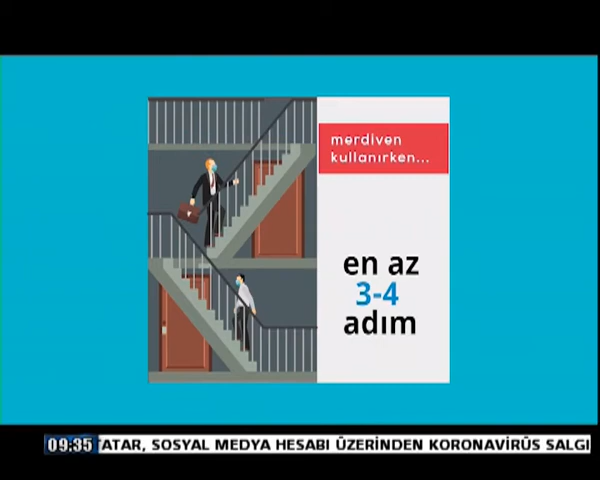 merdiven
kullanırken...
en az
3-4
adım
09:35 TATAR, SOSYAL MEDYA HESABI ÜZERİNDEN KORONAVİRÜS SALGI